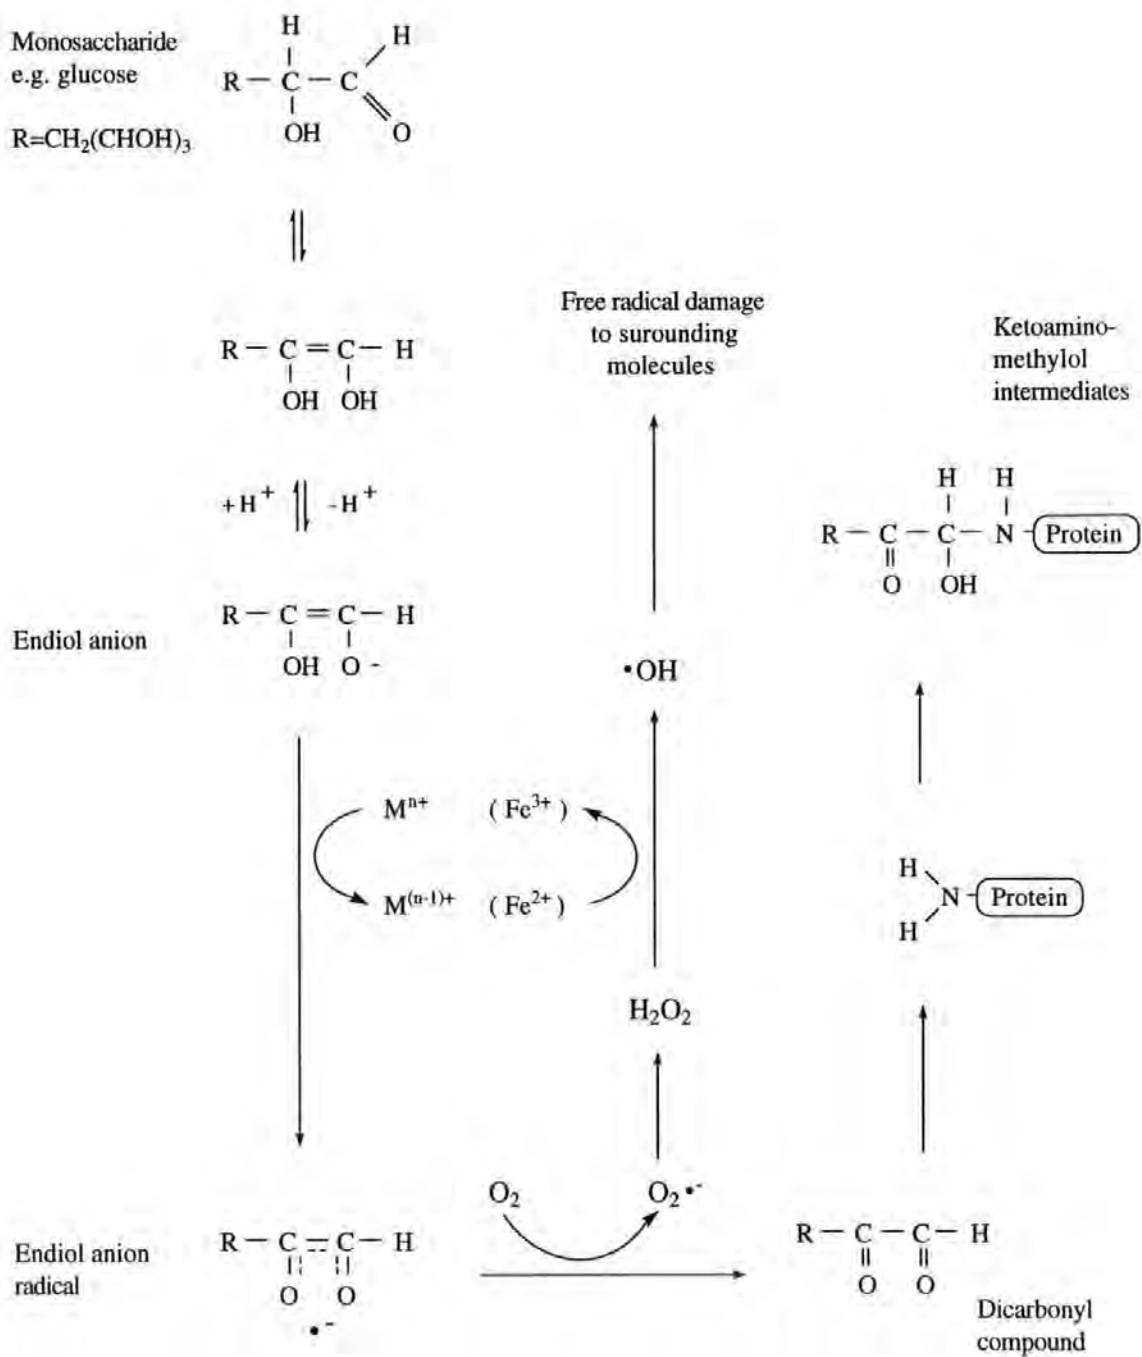 Monosaccharide
e.g. glucose
R=CH₂(CHOH)₃
H
H
R — C — C
OH
O
R — C = C — H
OH OH
+H⁺ -H⁺
Endiol anion
R — C = C — H
OH O -
Mⁿ⁺ ( Fe³⁺ )
M⁽ⁿ⁻¹⁾⁺ ( Fe²⁺ )
Endiol anion
radical
R — C -- C — H
O O
•-
O₂
O₂•-
H₂O₂
•OH
Free radical damage
to surounding
molecules
R — C — C — H
O O
Dicarbonyl
compound
H
N - Protein
H
Ketoamino-
methylol
intermediates
H H
R — C — C — N - Protein
O OH